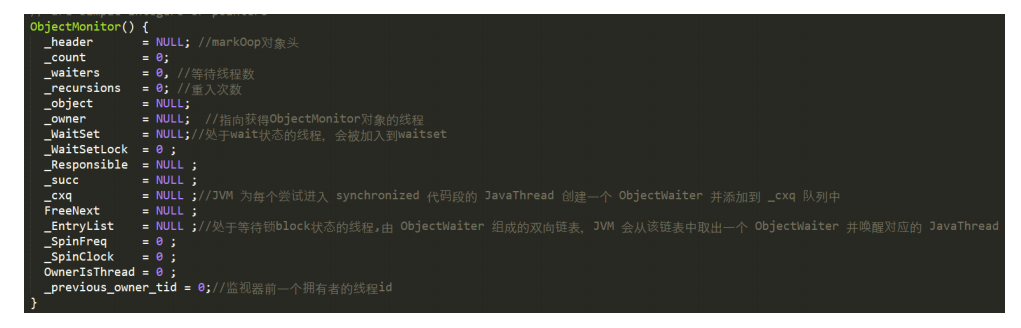 ObjectMonitor() {
_header = NULL; //markOop对象头
_count = 0;
_waiters = 0, //等待线程数
_recursions = 0; //重入次数
_object = NULL;
_owner = NULL; //指向获得ObjectMonitor对象的线程
_WaitSet = NULL;//处于wait状态的线程，会被加入到waitset
_WaitSetLock = 0 ;
_Responsible = NULL ;
_succ = NULL ;
_cxq = NULL ;//JVM 为每个尝试进入 synchronized 代码段的 JavaThread 创建一个 ObjectWaiter 并添加到 _cxq 队列中
FreeNext = NULL ;
_EntryList = NULL ;//处于等待锁block状态的线程,由 ObjectWaiter 组成的双向链表，JVM 会从该链表中取出一个 ObjectWaiter 并唤醒对应的 JavaThread
_SpinFreq = 0 ;
_SpinClock = 0 ;
OwnerIsThread = 0 ;
_previous_owner_tid = 0;//监视器前一个拥有者的线程id
}